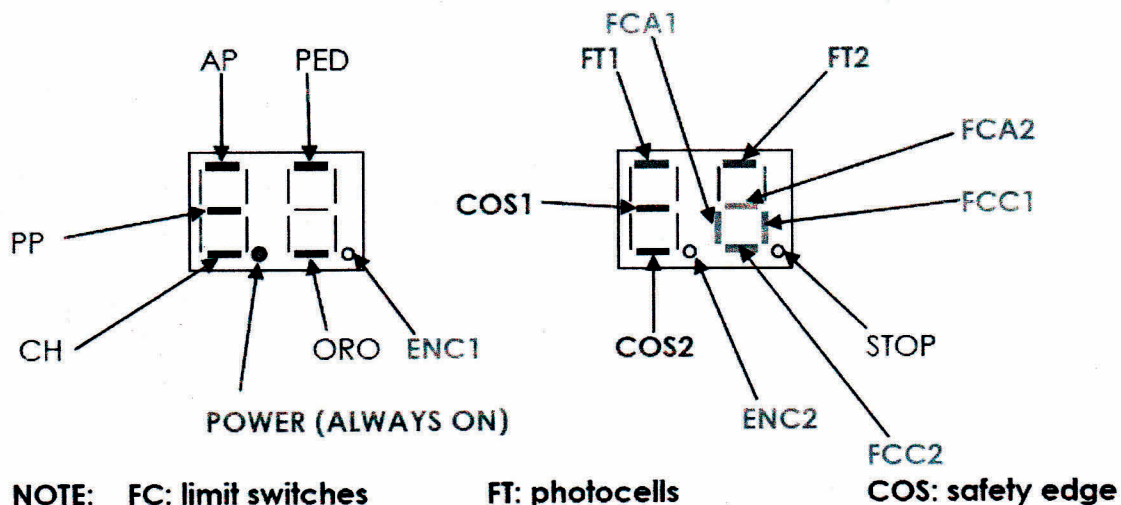 FCA1
AP PED FT1 FT2
FCA2
COS1 FCC1
PP
CH ORO ENC1 COS2 STOP
POWER (ALWAYS ON) ENC2
FCC2
NOTE: FC: limit switches FT: photocells COS: safety edge